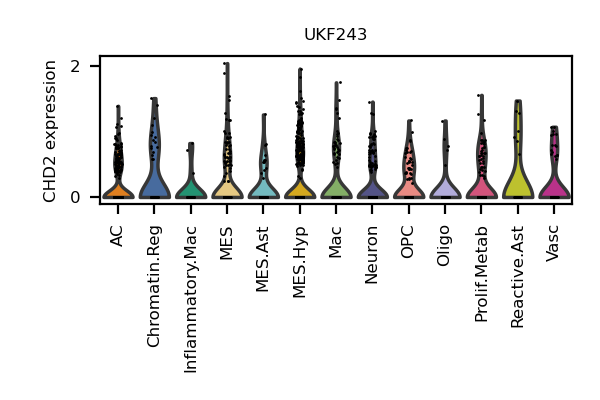 UKF243
CHD2 expression
2
0
AC
Chromatin.Reg
Inflammatory.Mac
MES
MES.Ast
MES.Hyp
Mac
Neuron
OPC
Oligo
Prolif.Metab
Reactive.Ast
Vasc